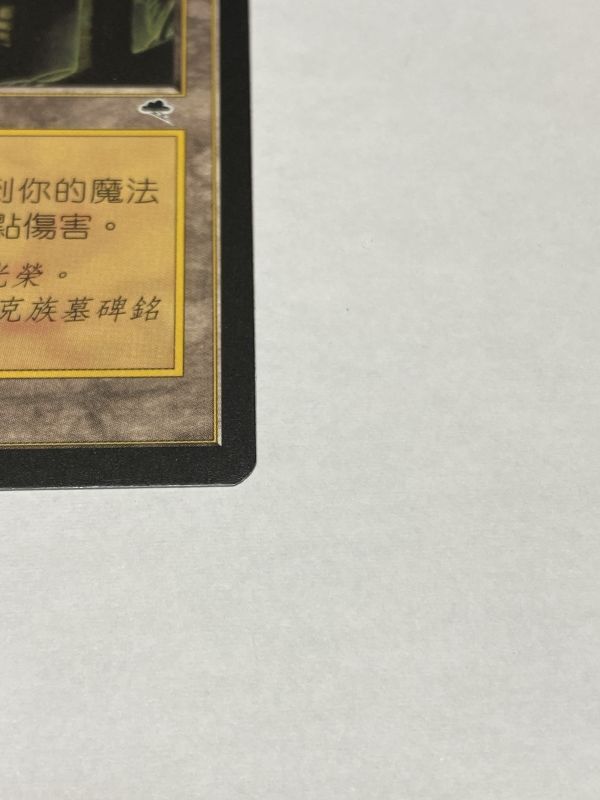 到你的魔法
點傷害。
光榮。
克族墓碑銘